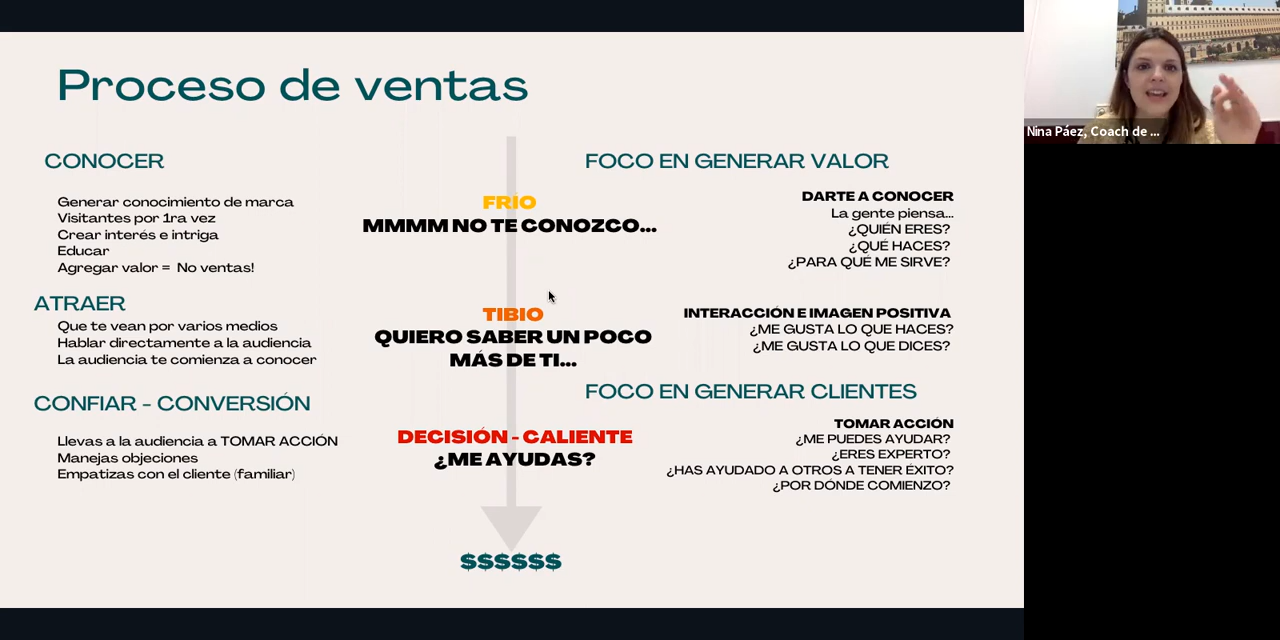 Proceso de ventas
CONOCER
Generar conocimiento de marca
Visitantes por 1ra vez
Crear interés e intriga
Educar
Agregar valor = No ventas!
ATRAER
Que te vean por varios medios
Hablar directamente a la audiencia
La audiencia te comienza a conocer
CONFIAR - CONVERSIÓN
Llevas a la audiencia a TOMAR ACCIÓN
Manejas objeciones
Empatizas con el cliente (familiar)
FRÍO
MMMM NO TE CONOZCO...
TIBIO
QUIERO SABER UN POCO
MÁS DE TI...
DECISIÓN - CALIENTE
¿ME AYUDAS?
$$$$$$
FOCO EN GENERAR VALOR
DARTE A CONOCER
La gente piensa...
¿QUIÉN ERES?
¿QUÉ HACES?
¿PARA QUÉ ME SIRVE?
INTERACCIÓN E IMAGEN POSITIVA
¿ME GUSTA LO QUE HACES?
¿ME GUSTA LO QUE DICES?
FOCO EN GENERAR CLIENTES
TOMAR ACCIÓN
¿ME PUEDES AYUDAR?
¿ERES EXPERTO?
¿HAS AYUDADO A OTROS A TENER ÉXITO?
¿POR DÓNDE COMIENZO?
Nina Páez, Coach de ...